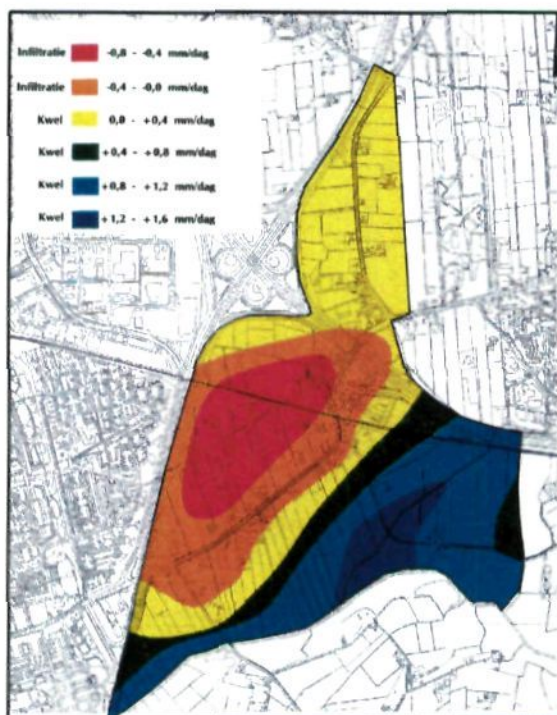 Infiltratie -0,8 - -0,4 mm/dag
Infiltratie -0,4 - -0,0 mm/dag
Kwel 0,0 - +0,4 mm/dag
Kwel +0,4 - +0,8 mm/dag
Kwel +0,8 - +1,2 mm/dag
Kwel +1,2 - +1,6 mm/dag